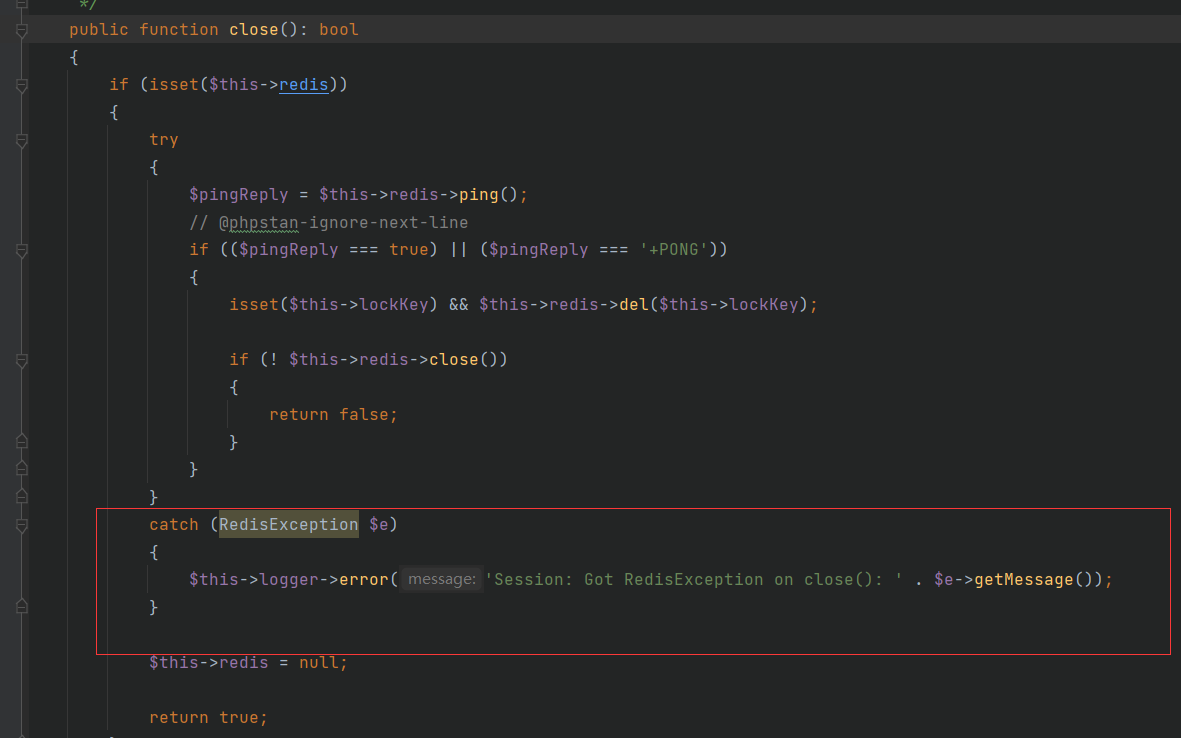 */
public function close(): bool
{
if (isset($this->redis))
{
try
{
$pingReply = $this->redis->ping();
// @phpstan-ignore-next-line
if (($pingReply === true) || ($pingReply === '+PONG'))
{
isset($this->lockKey) && $this->redis->del($this->lockKey);
if (! $this->redis->close())
{
return false;
}
}
}
catch (RedisException $e)
{
$this->logger->error( message: 'Session: Got RedisException on close(): ' . $e->getMessage());
}
$this->redis = null;
return true;